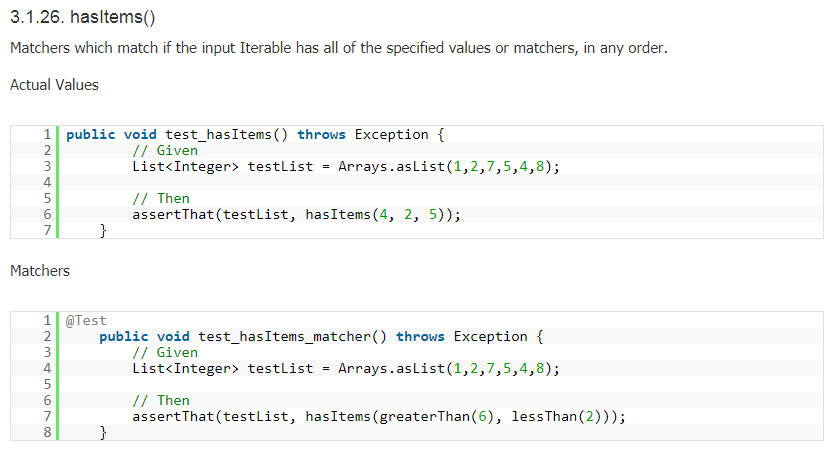 3.1.26. hasItems()
Matchers which match if the input Iterable has all of the specified values or matchers, in any order.
Actual Values
1 public void test_hasItems() throws Exception {
2         // Given
3         List<Integer> testList = Arrays.asList(1,2,7,5,4,8);
4
5         // Then
6         assertThat(testList, hasItems(4, 2, 5));
7     }
Matchers
1 @Test
2     public void test_hasItems_matcher() throws Exception {
3         // Given
4         List<Integer> testList = Arrays.asList(1,2,7,5,4,8);
5
6         // Then
7         assertThat(testList, hasItems(greaterThan(6), lessThan(2)));
8     }